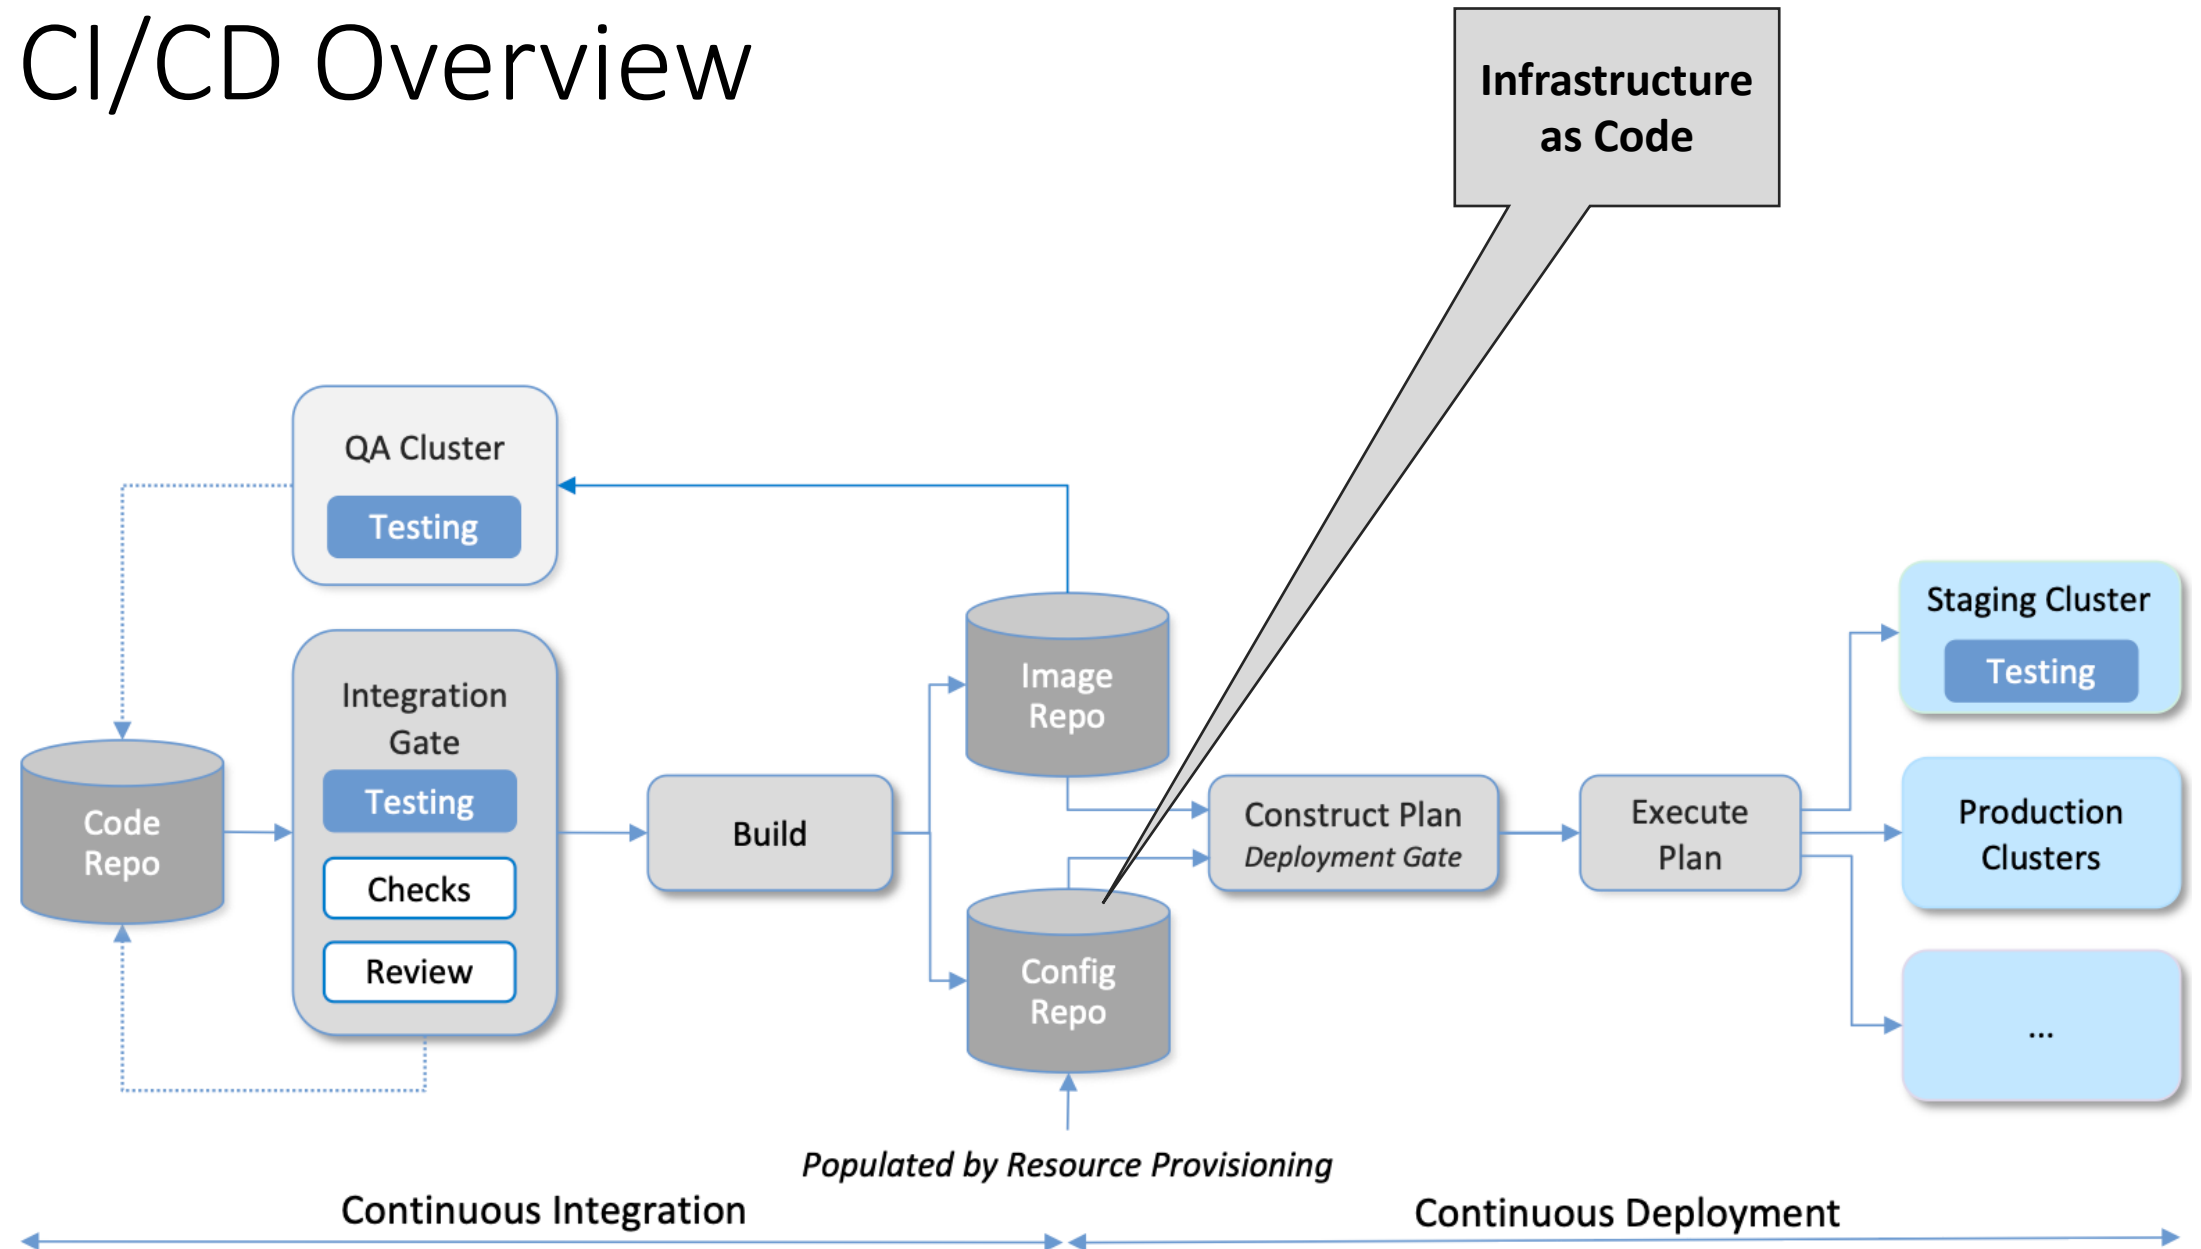 CI/CD Overview
Infrastructure
as Code
QA Cluster
Testing
Integration
Gate
Testing
Checks
Review
Code
Repo
Build
Image
Repo
Config
Repo
Construct Plan
Deployment Gate
Execute
Plan
Staging Cluster
Testing
Production
Clusters
...
Populated by Resource Provisioning
Continuous Integration
Continuous Deployment